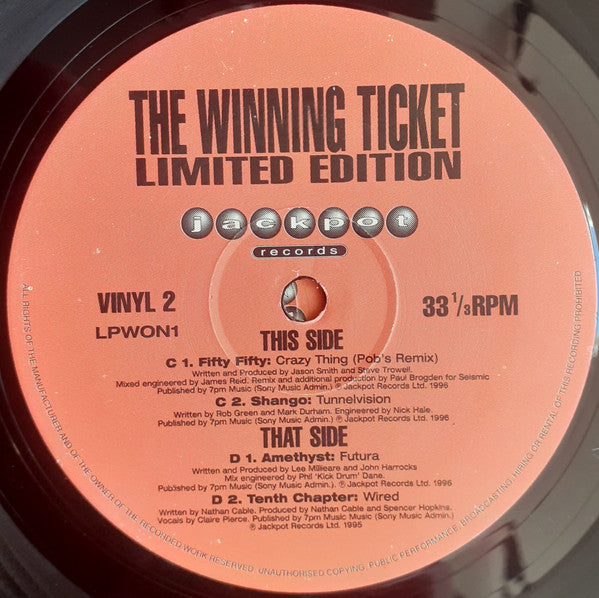 THE WINNING TICKET
LIMITED EDITION
jackpot
records
VINYL 2
LPWON1
33 1/3 RPM
THIS SIDE
C 1. Fifty Fifty: Crazy Thing (Pob's Remix)
Written and Produced by Jason Smith and Steve Trowell.
Mixed engineered by James Reid. Remix and additional production by Paul Brogden for Seismic
Published by 7pm Music (Sony Music Admin.) ℗ Jackpot Records Ltd. 1996
C 2. Shango: Tunnelvision
Written by Rob Green and Mark Durham. Engineered by Nick Hale.
Published by 7pm Music (Sony Music Admin.) ℗ Jackpot Records Ltd. 1996
THAT SIDE
D 1. Amethyst: Futura
Written and Produced by Lee Milleare and John Harrocks
Mix engineered by Phil 'Kick Drum' Dane.
Published by 7pm Music (Sony Music Admin.) ℗ Jackpot Records Ltd. 1996
D 2. Tenth Chapter: Wired
Written by Nathan Cable. Produced by Nathan Cable and Spencer Hopkins.
Vocals by Claire Pierce. Published by 7pm Music Music (Sony Music Admin).
℗ Jackpot Records Ltd. 1995
ALL RIGHTS OF THE MANUFACTURER AND OF THE OWNER OF THE RECORDED WORK RESERVED. UNAUTHORISED COPYING, PUBLIC PERFORMANCE, BROADCASTING, HIRING OR RENTAL OF THIS RECORDING PROHIBITED